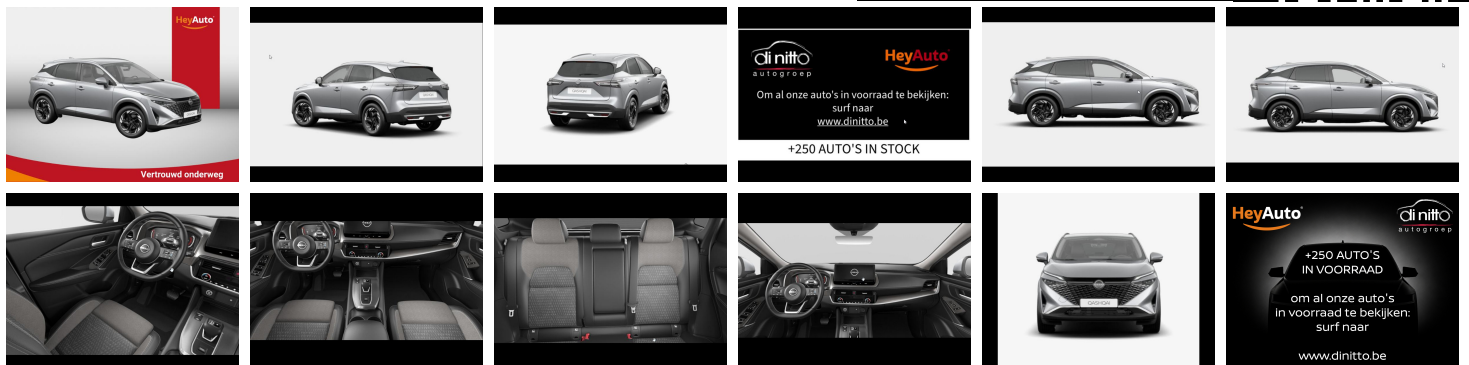 HeyAuto
Vertrouwd onderweg
QASHQAI
di nitto
autogroep
HeyAuto
Om al onze auto's in voorraad te bekijken:
surf naar
www.dinitto.be
+250 AUTO'S IN STOCK
QASHQAI
HeyAuto
di nitto
autogroep
+250 AUTO'S
IN VOORRAAD
om al onze auto's
in voorraad te bekijken:
surf naar
www.dinitto.be